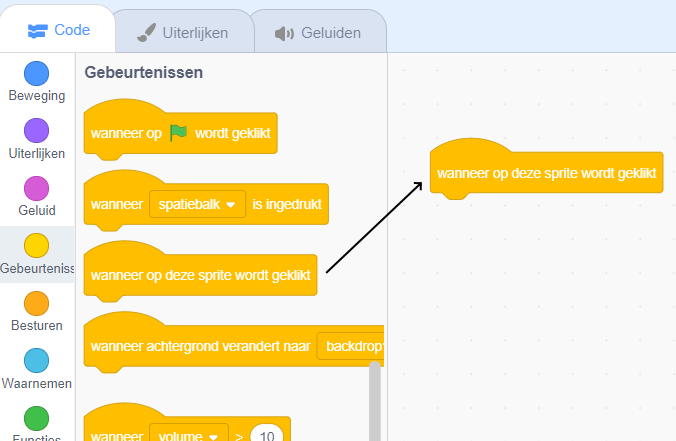 Code
Uiterlijken
Geluiden
Beweging
Uiterlijken
Geluid
Gebeurteniss
Besturen
Waarnemen
Functies
Gebeurtenissen
wanneer op wordt geklikt
wanneer spatiebalk is ingedrukt
wanneer op deze sprite wordt geklikt
wanneer achtergrond verandert naar backdrop
wanneer volume > 10
wanneer op deze sprite wordt geklikt